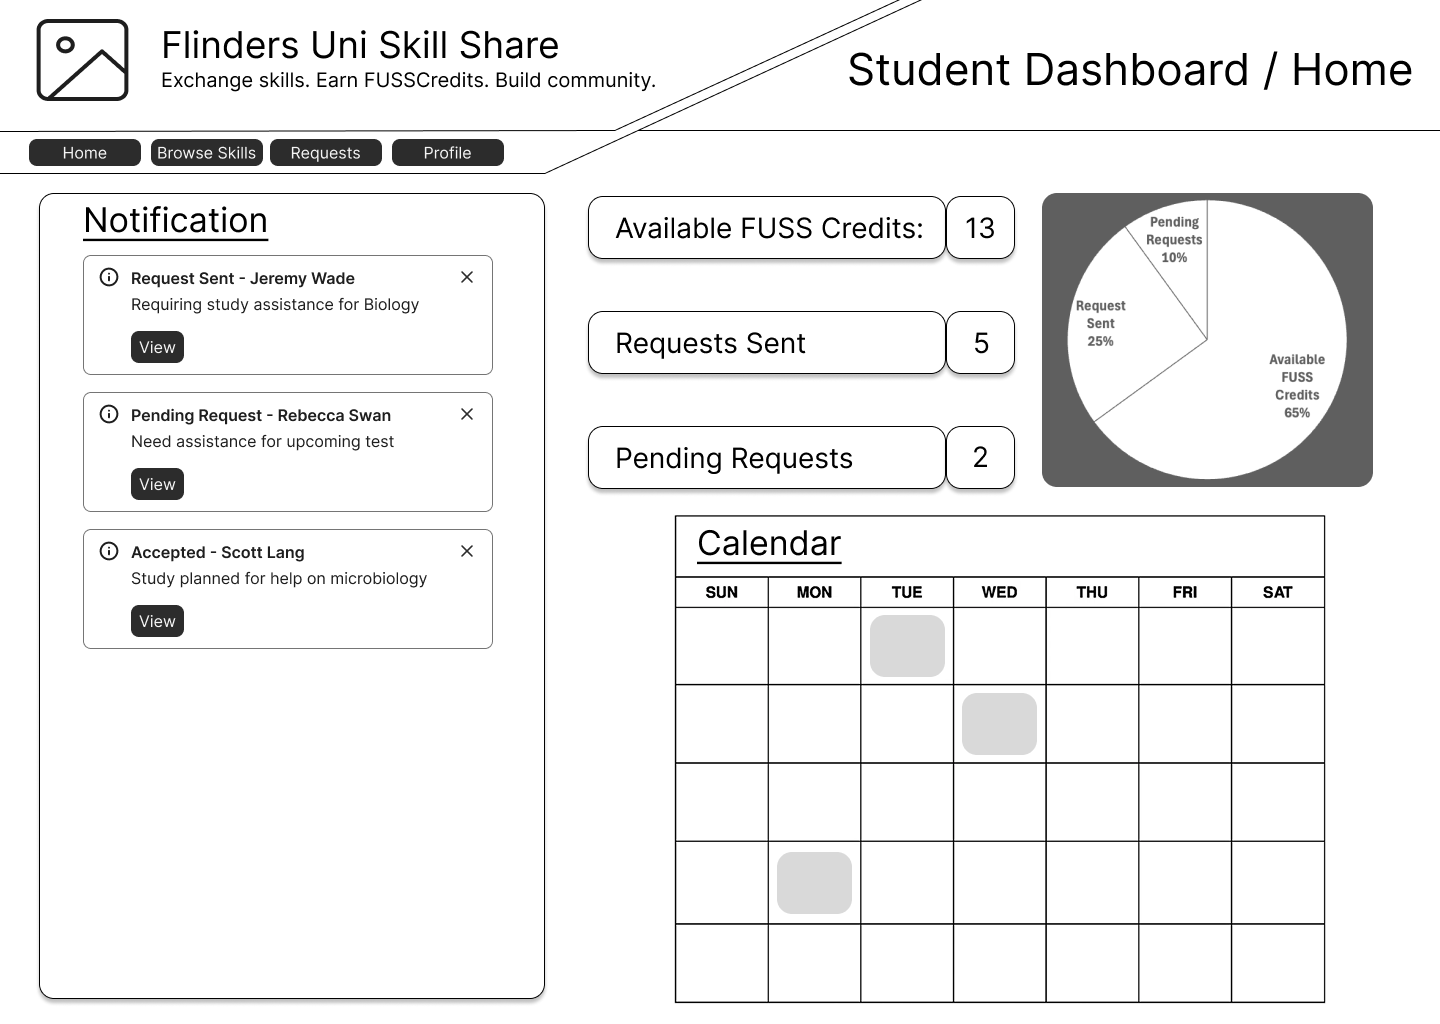 Flinders Uni Skill Share
Exchange skills. Earn FUSSCredits. Build community.
Student Dashboard / Home
Home
Browse Skills
Requests
Profile
Notification
Request Sent - Jeremy Wade
Requiring study assistance for Biology
View
Pending Request - Rebecca Swan
Need assistance for upcoming test
View
Accepted - Scott Lang
Study planned for help on microbiology
View
Available FUSS Credits:
13
Requests Sent
5
Pending Requests
2
Pending
Requests
10%
Request
Sent
25%
Available
FUSS
Credits
65%
Calendar
SUN
MON
TUE
WED
THU
FRI
SAT